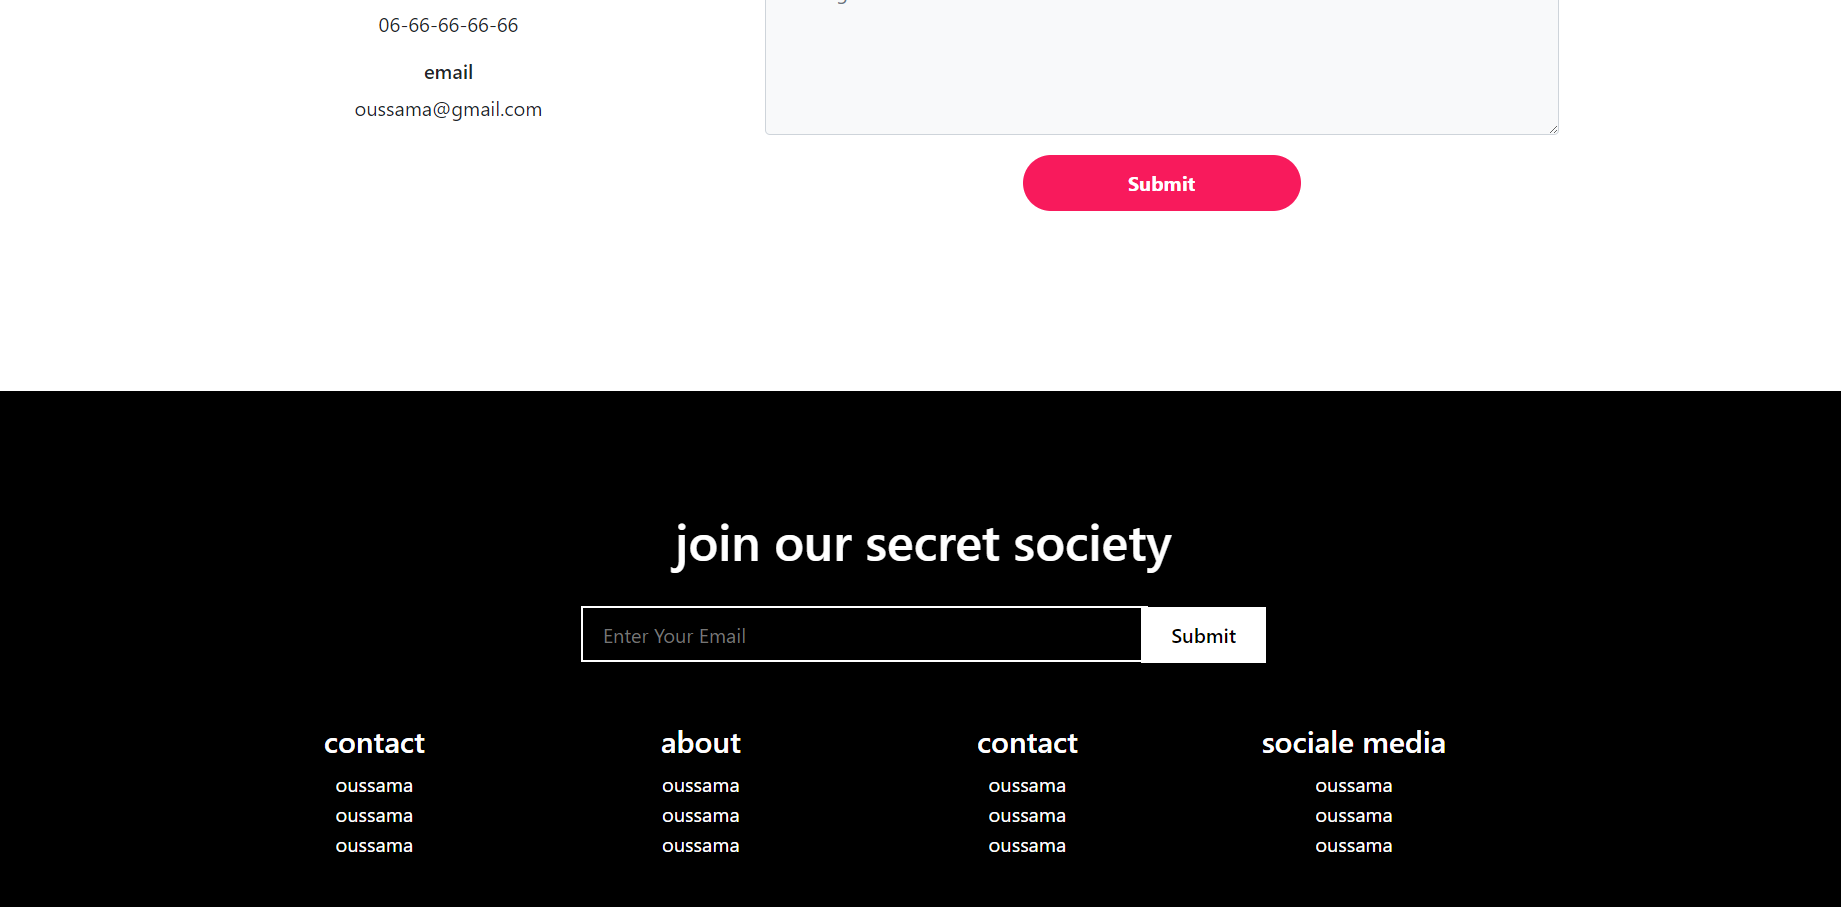 06-66-66-66-66
email
oussama@gmail.com
Submit
join our secret society
Enter Your Email
Submit
contact about contact sociale media
oussama oussama oussama oussama
oussama oussama oussama oussama
oussama oussama oussama oussama